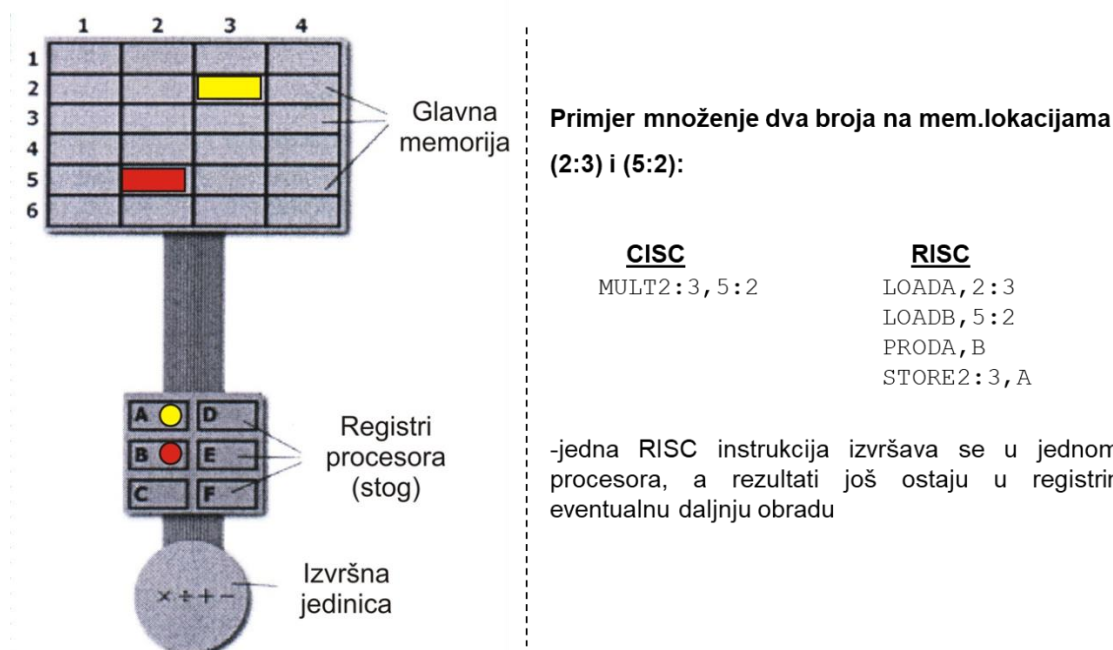 1 2 3 4
1
2
3
4
5
6
Glavna
memorija
A D
B E
C F
Registri
procesora
(stog)
× ÷ + −
Izvršna
jedinica
Primjer množenje dva broja na mem.lokacijama
(2:3) i (5:2):
CISC RISC
MULT2:3,5:2 LOADA,2:3
LOADB,5:2
PRODA,B
STORE2:3,A
-jedna RISC instrukcija izvršava se u jednom
procesora, a rezultati još ostaju u
eventualnu daljnju obradu